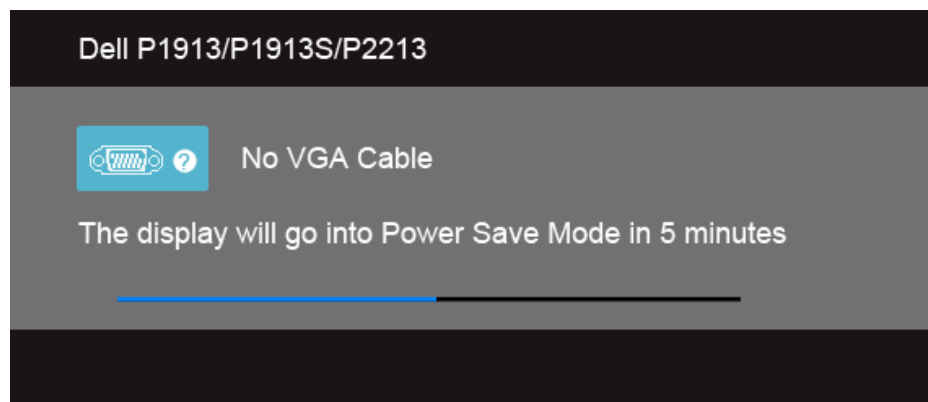 Dell P1913/P1913S/P2213
? No VGA Cable
The display will go into Power Save Mode in 5 minutes